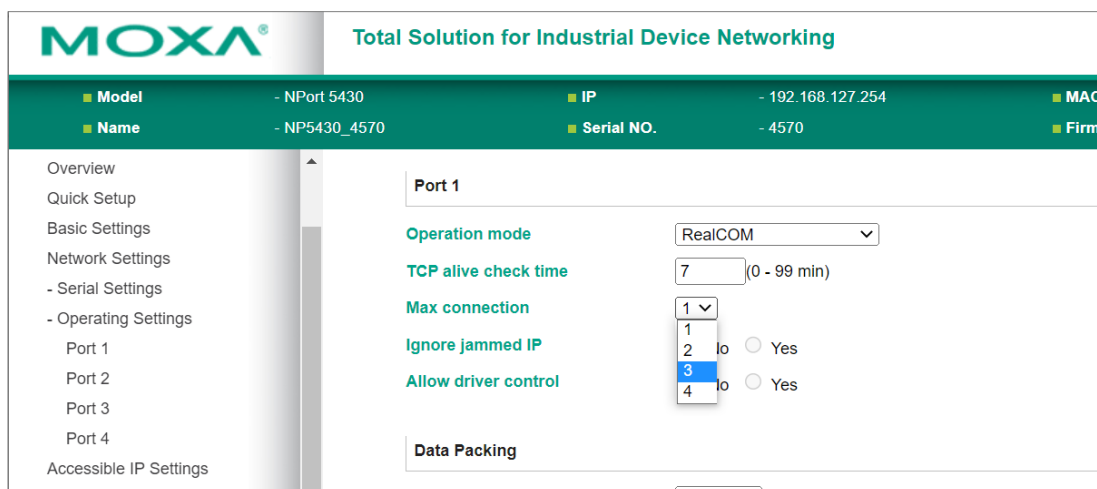 MOXA®
Total Solution for Industrial Device Networking
Model - NPort 5430 IP - 192.168.127.254
Name - NP5430_4570 Serial NO. - 4570
Overview
Quick Setup
Basic Settings
Network Settings
- Serial Settings
- Operating Settings
Port 1
Port 2
Port 3
Port 4
Accessible IP Settings
Port 1
Operation mode RealCOM
TCP alive check time 7 (0 - 99 min)
Max connection 1
1
2
3
4
Ignore jammed IP Yes
Allow driver control Yes
Data Packing